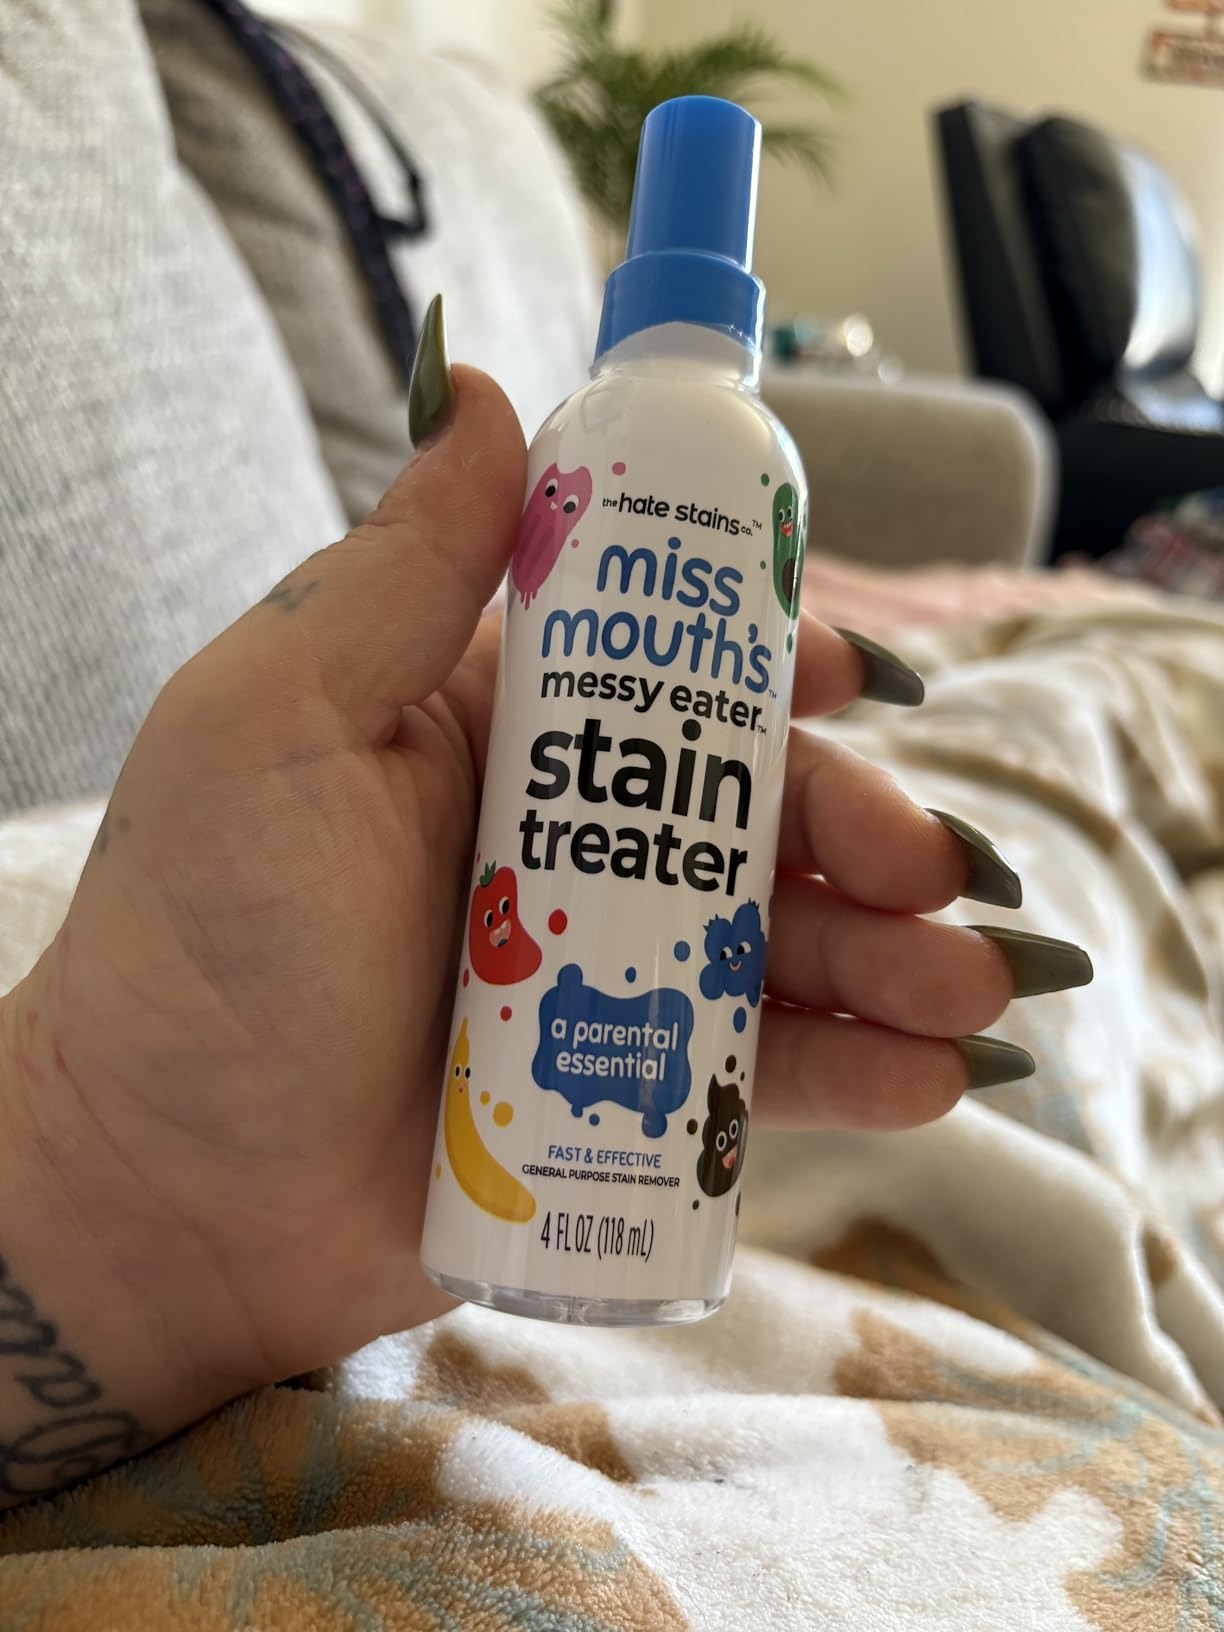 the hate stains co.™
miss
mouth's™
messy eater™
stain
treater
a parental
essential
FAST & EFFECTIVE
GENERAL PURPOSE STAIN REMOVER
4 FL OZ (118 mL)